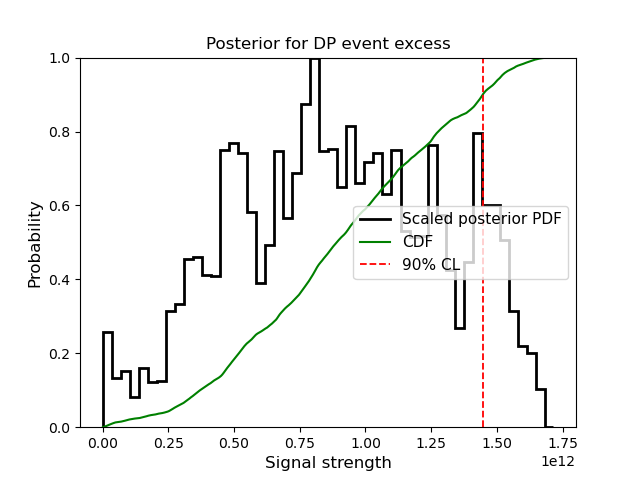 Posterior for DP event excess
1.0
0.8
0.6
0.4
0.2
0.0
Probability
Scaled posterior PDF
CDF
90% CL
0.00 0.25 0.50 0.75 1.00 1.25 1.50 1.75
1e12
Signal strength